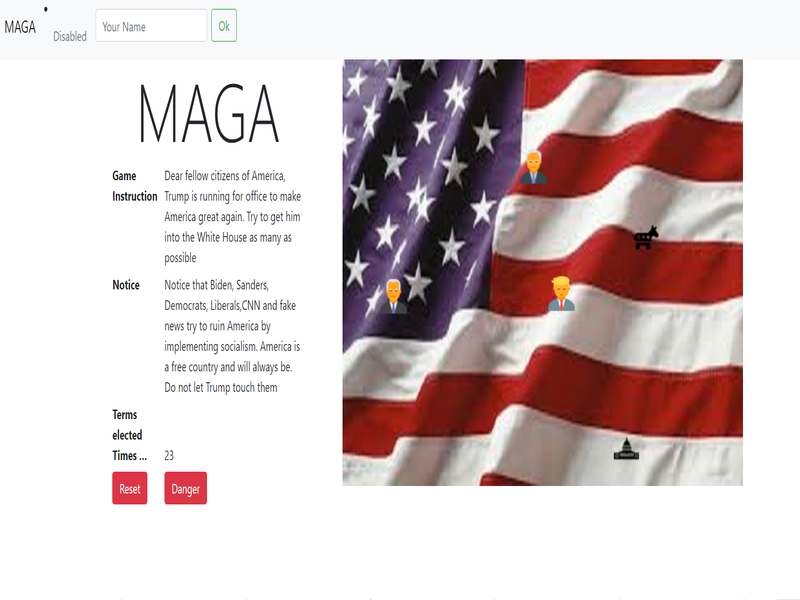 MAGA
Disabled
Your Name
Ok
MAGA
Game
Instruction
Dear fellow citizens of America,
Trump is running for office to make
America great again. Try to get him
into the White House as many as
possible
Notice
Notice that Biden, Sanders,
Democrats, Liberals,CNN and fake
news try to ruin America by
implementing socialism. America is
a free country and will always be.
Do not let Trump touch them
Terms
elected
Times ...
23
Reset
Danger